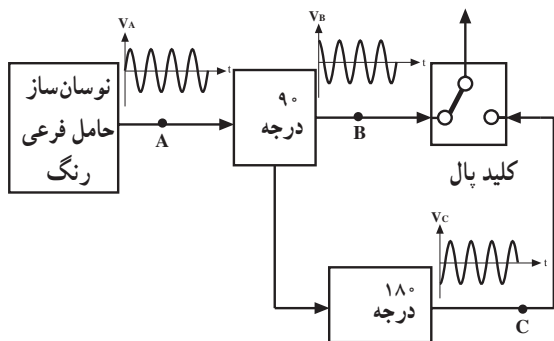 نوسان‌ساز
حامل فرعی
رنگ
V_A
t
A
۹۰
درجه
V_B
t
B
کلید پال
۱۸۰
درجه
V_C
t
C